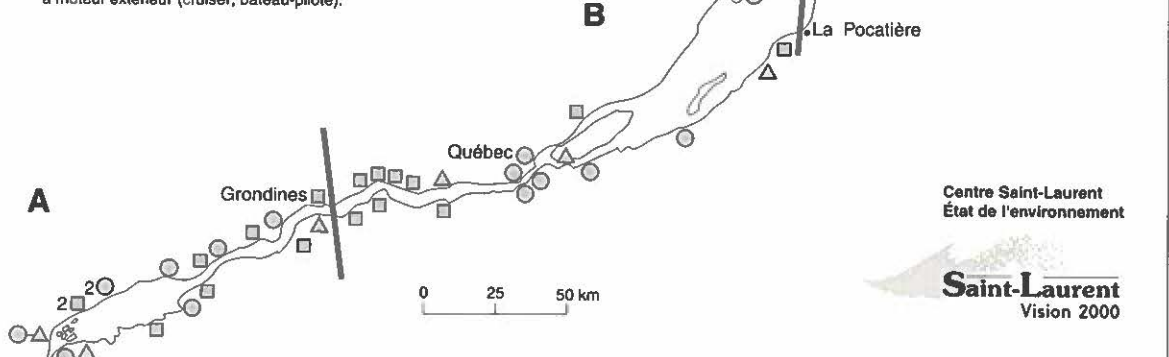 à moteur extérieur (cruiser, bateau-pilote).
B
La Pocatière
Québec
Grondines
A
Centre Saint-Laurent
État de l'environnement
2
2
0 25 50 km
Saint-Laurent
Vision 2000